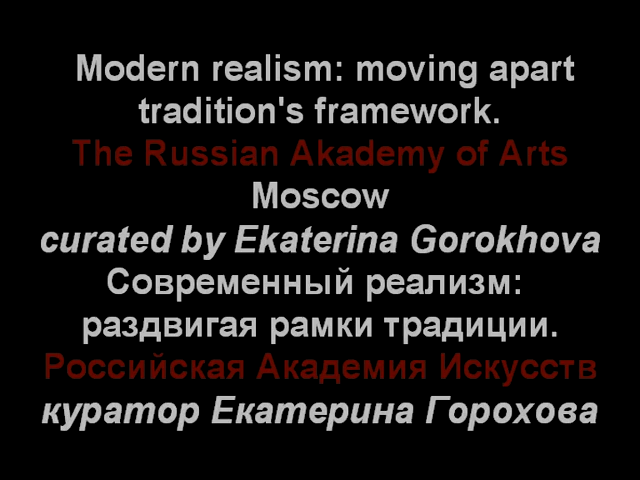 Modern realism: moving apart
tradition's framework.
The Russian Akademy of Arts
Moscow
curated by Ekaterina Gorokhova
Современный реализм:
раздвигая рамки традиции.
Российская Академия Искусств
куратор Екатерина Горохова